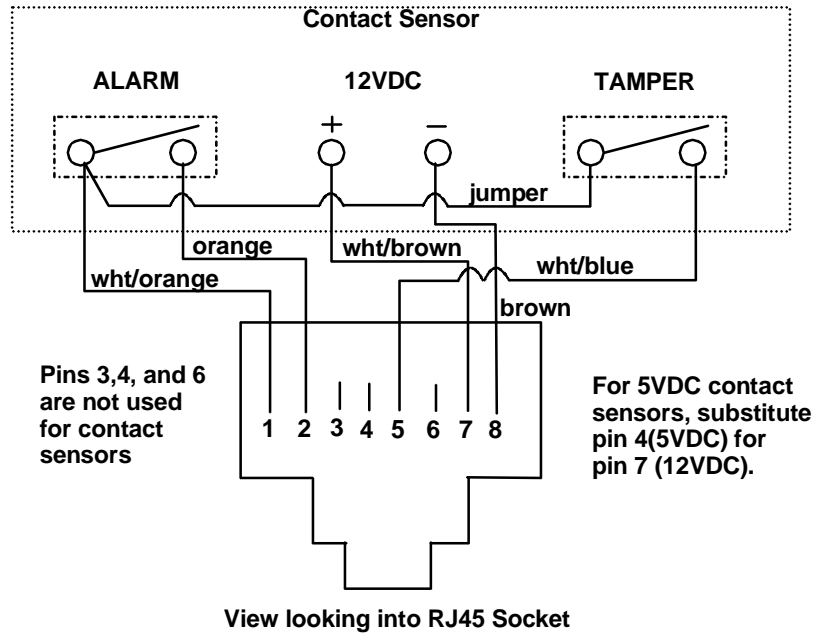 Contact Sensor
ALARM
12VDC
TAMPER
+
−
jumper
orange
wht/brown
wht/orange
wht/blue
brown
Pins 3,4, and 6
are not used
for contact
sensors
1 2 3 4 5 6 7 8
For 5VDC contact
sensors, substitute
pin 4(5VDC) for
pin 7 (12VDC).
View looking into RJ45 Socket